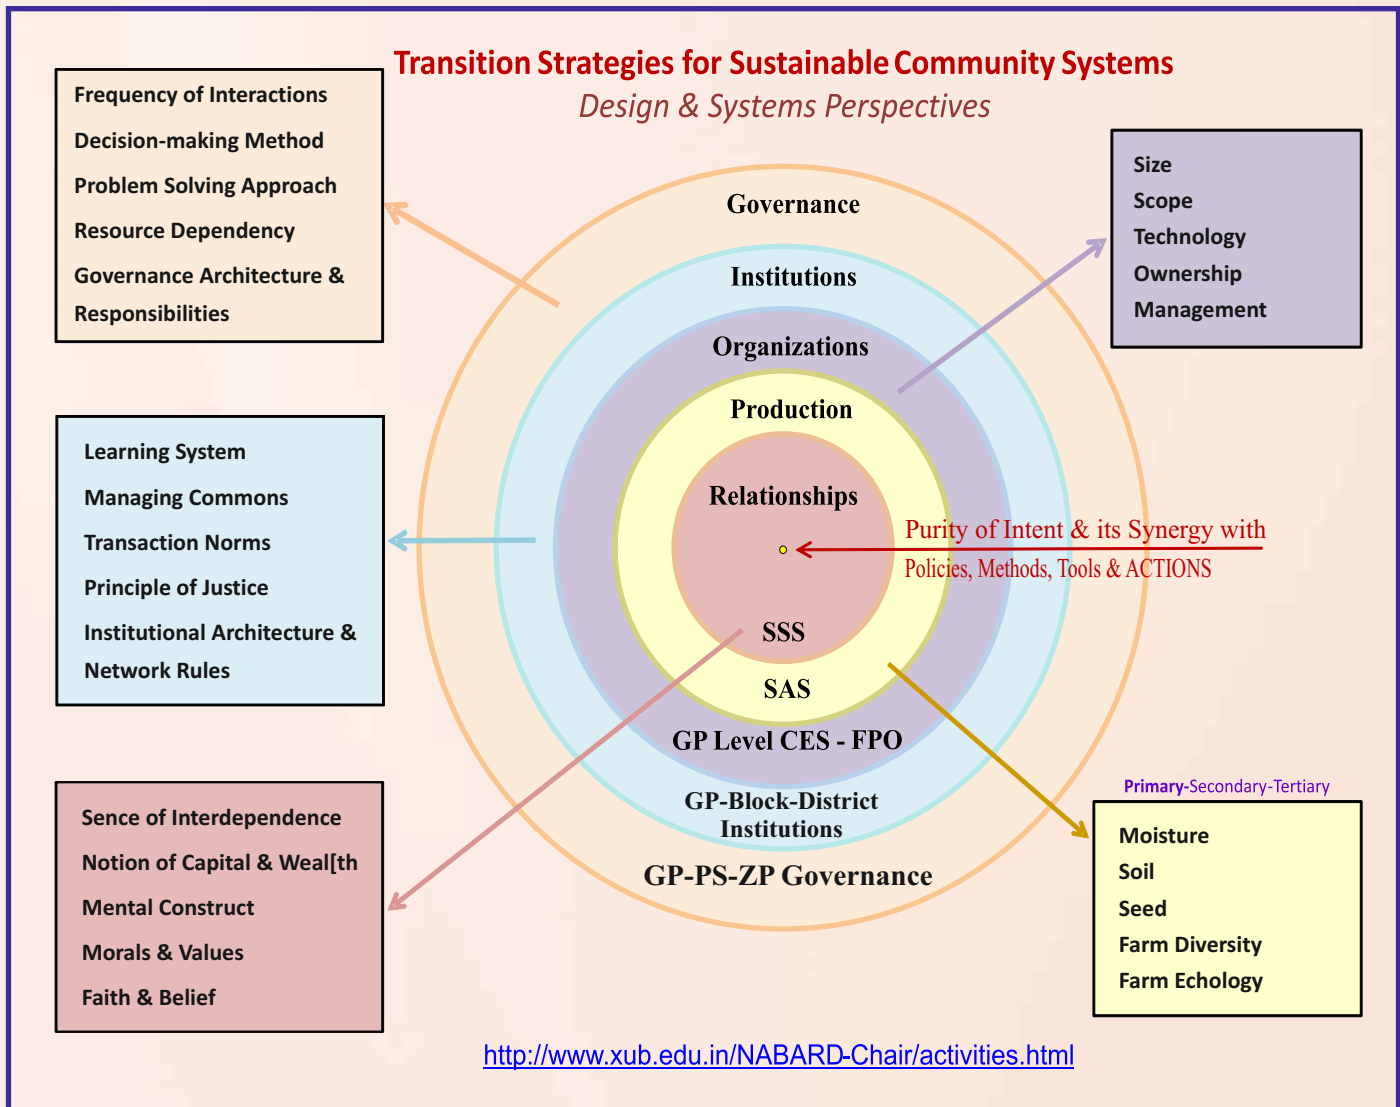 Transition Strategies for Sustainable Community Systems
Design & Systems Perspectives
Frequency of Interactions
Decision-making Method
Problem Solving Approach
Resource Dependency
Governance Architecture &
Responsibilities
Learning System
Managing Commons
Transaction Norms
Principle of Justice
Institutional Architecture &
Network Rules
Sence of Interdependence
Notion of Capital & Weal[th
Mental Construct
Morals & Values
Faith & Belief
Governance
Institutions
Organizations
Production
Relationships
Purity of Intent & its Synergy with
Policies, Methods, Tools & ACTIONS
SSS
SAS
GP Level CES - FPO
GP-Block-District
Institutions
GP-PS-ZP Governance
Size
Scope
Technology
Ownership
Management
Primary-Secondary-Tertiary
Moisture
Soil
Seed
Farm Diversity
Farm Echology
http://www.xub.edu.in/NABARD-Chair/activities.html